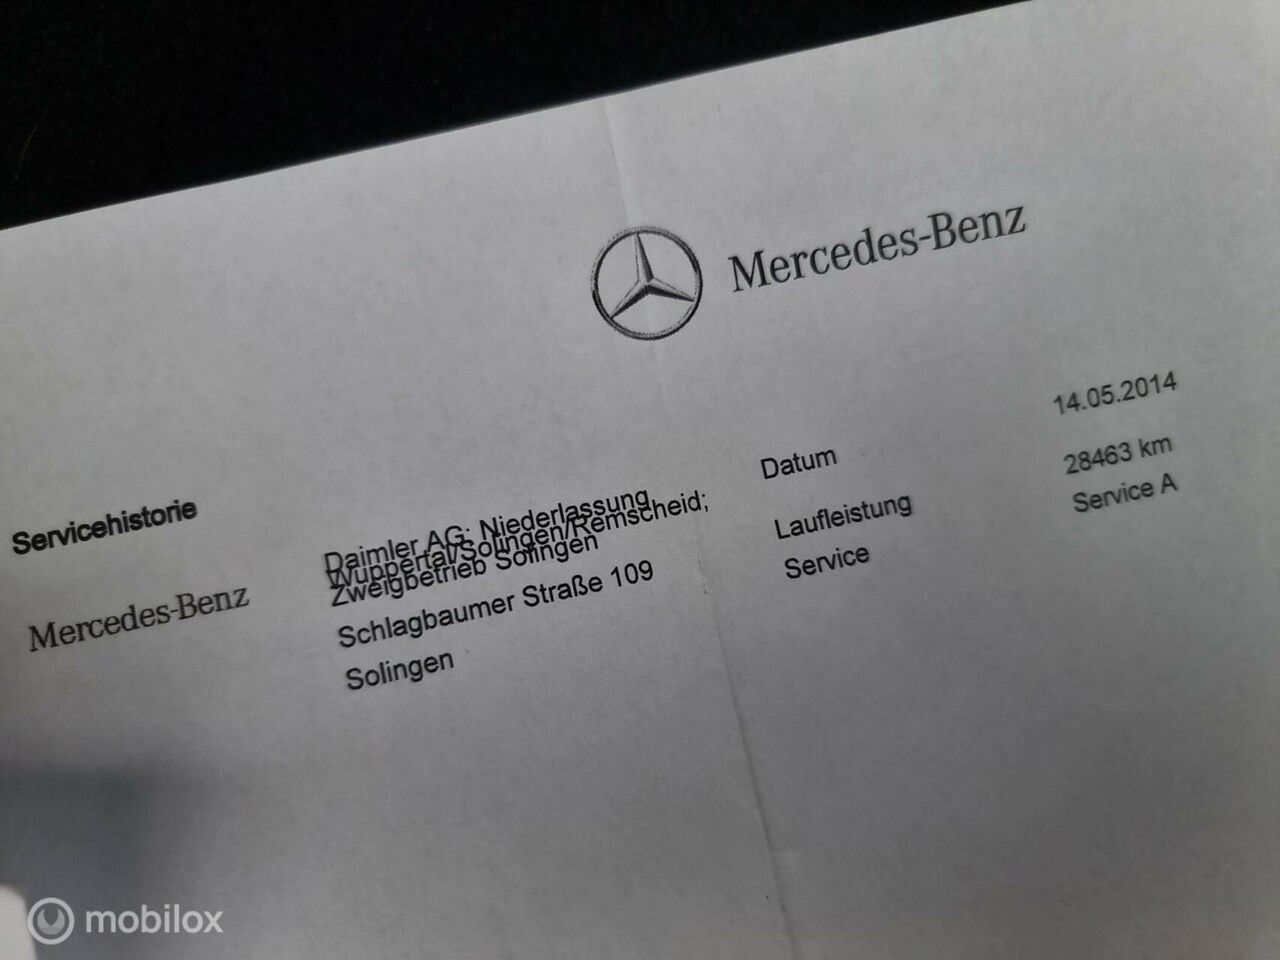 Mercedes-Benz
Servicehistorie
Mercedes-Benz
Daimler AG; Niederlassung
Wuppertal/Solingen/Remscheid;
Zweigbetrieb Solingen
Schlagbaumer Straße 109
Solingen
Datum
14.05.2014
Laufleistung
28463 km
Service
Service A
mobilox